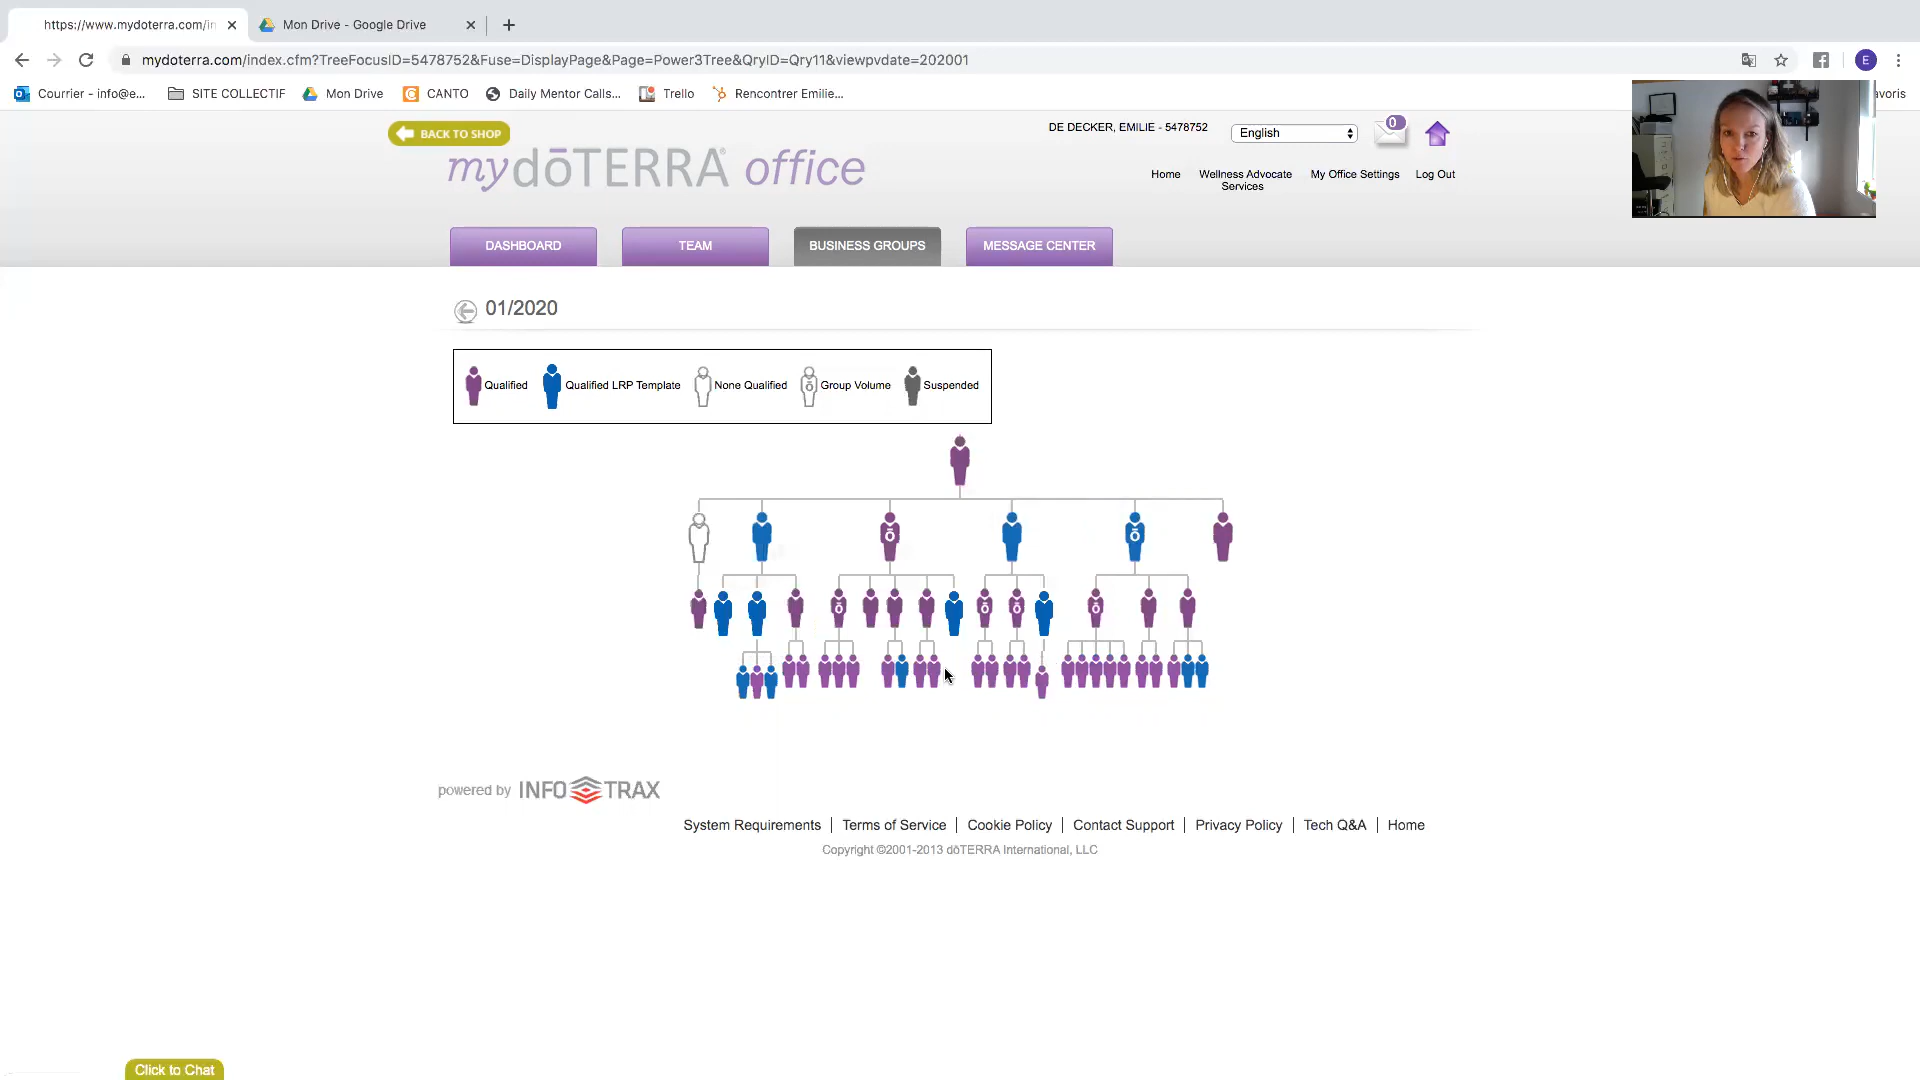 https://www.mydoterra.com/in
Mon Drive - Google Drive
mydoterra.com/index.cfm?TreeFocusID=5478752&Fuse=DisplayPage&Page=Power3Tree&QryID=Qry11&viewpvdate=202001
E
Courrier - info@e...
SITE COLLECTIF
Mon Drive
CANTO
Daily Mentor Calls...
Trello
Rencontrer Emilie...
avoris
BACK TO SHOP
DE DECKER, EMILIE - 5478752
English
0
mydōTERRA® office
Home
Wellness Advocate
Services
My Office Settings
Log Out
DASHBOARD
TEAM
BUSINESS GROUPS
MESSAGE CENTER
01/2020
Qualified
Qualified LRP Template
None Qualified
ō
Group Volume
Suspended
ō ō
ō ō ō ō
powered by INFOTRAX
System Requirements | Terms of Service | Cookie Policy | Contact Support | Privacy Policy | Tech Q&A | Home
Copyright ©2001-2013 dōTERRA International, LLC
Click to Chat